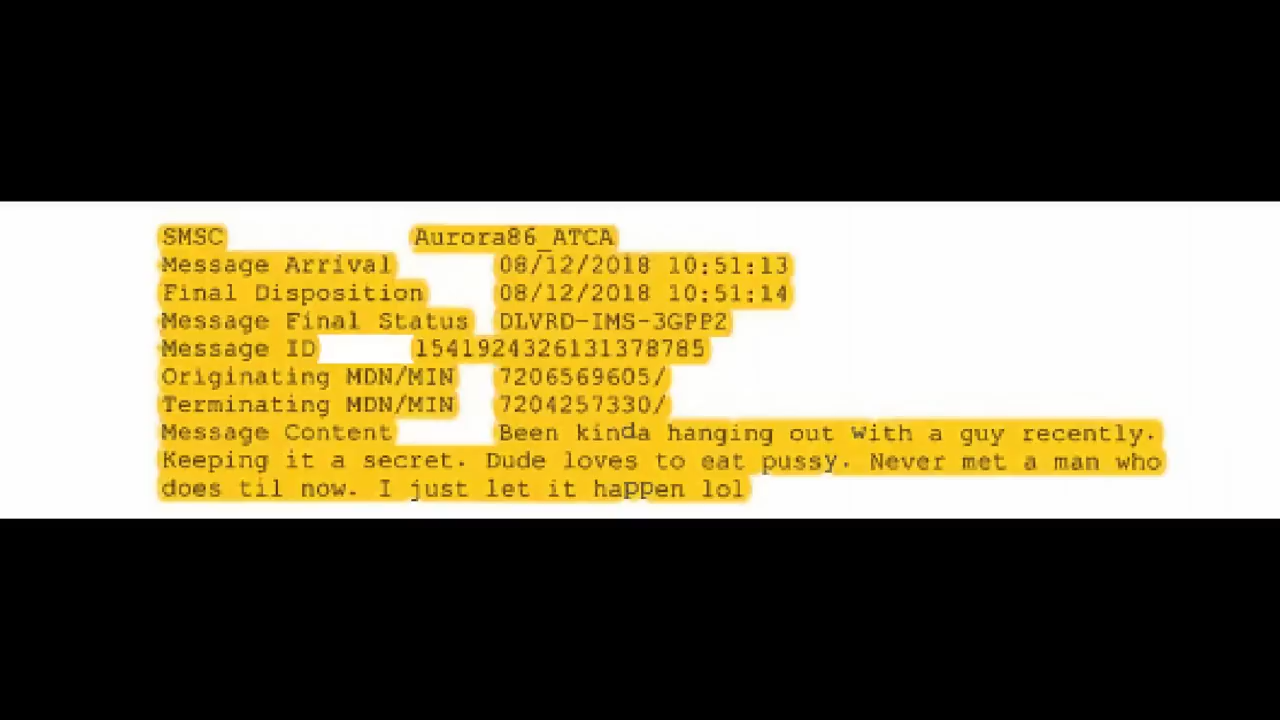 SMSC Aurora86_ATCA
Message Arrival 08/12/2018 10:51:13
Final Disposition 08/12/2018 10:51:14
Message Final Status DLVRD-IMS-3GPP2
Message ID 1541924326131378785
Originating MDN/MIN 7206569605/
Terminating MDN/MIN 7204257330/
Message Content Been kinda hanging out with a guy recently.
Keeping it a secret. Dude loves to eat pussy. Never met a man who
does til now. I just let it happen lol